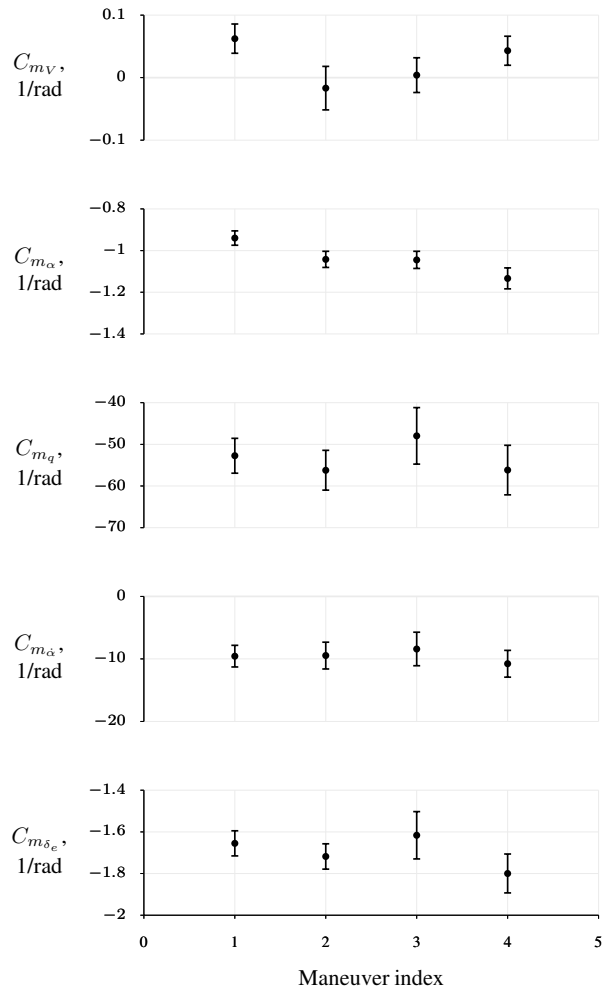 0.1
C_{m_V},
1/rad
0
−0.1
−0.8
C_{m_α},
1/rad
−1
−1.2
−1.4
−40
C_{m_q},
1/rad
−50
−60
−70
0
C_{m_{\dot{α}}},
1/rad
−10
−20
−1.4
C_{m_{δ_e}},
1/rad
−1.6
−1.8
−2
0 1 2 3 4 5
Maneuver index